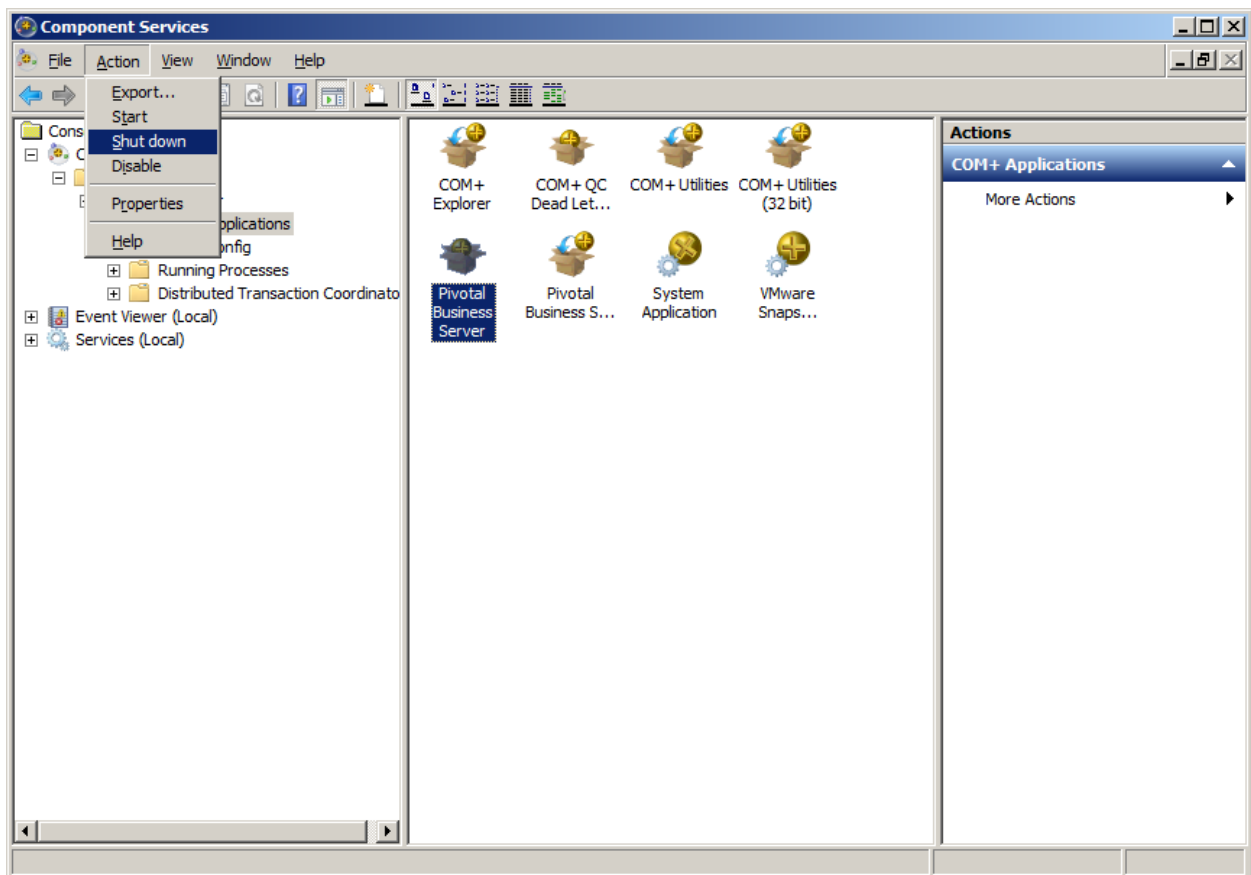 Component Services
File Action View Window Help
Export...
Start
Shut down
Disable
Properties
Help
Cons
C
pplications
onfig
Running Processes
Distributed Transaction Coordinato
Event Viewer (Local)
Services (Local)
COM+
Explorer
COM+ QC
Dead Let...
COM+ Utilities
COM+ Utilities
(32 bit)
Pivotal
Business
Server
Pivotal
Business S...
System
Application
VMware
Snaps...
Actions
COM+ Applications
More Actions